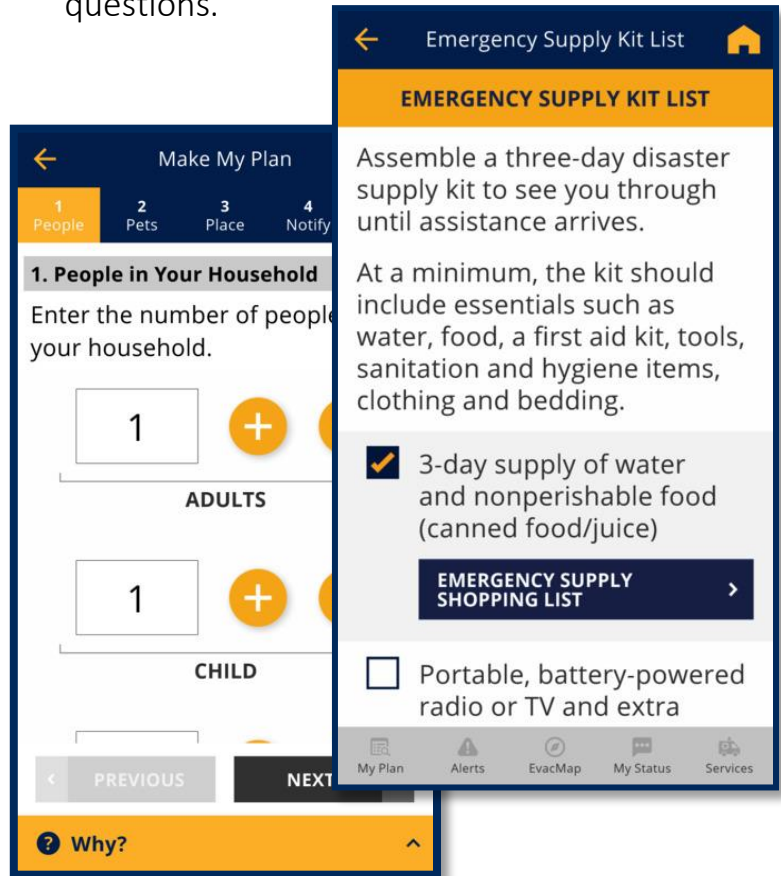 questions.
Make My Plan
1 2 3 4
People Pets Place Notify
1. People in Your Household
Enter the number of people
your household.
1
ADULTS
1
CHILD
PREVIOUS NEXT
Why?
Emergency Supply Kit List
EMERGENCY SUPPLY KIT LIST
Assemble a three-day disaster
supply kit to see you through
until assistance arrives.
At a minimum, the kit should
include essentials such as
water, food, a first aid kit, tools,
sanitation and hygiene items,
clothing and bedding.
3-day supply of water
and nonperishable food
(canned food/juice)
EMERGENCY SUPPLY
SHOPPING LIST
Portable, battery-powered
radio or TV and extra
My Plan Alerts EvacMap My Status Services